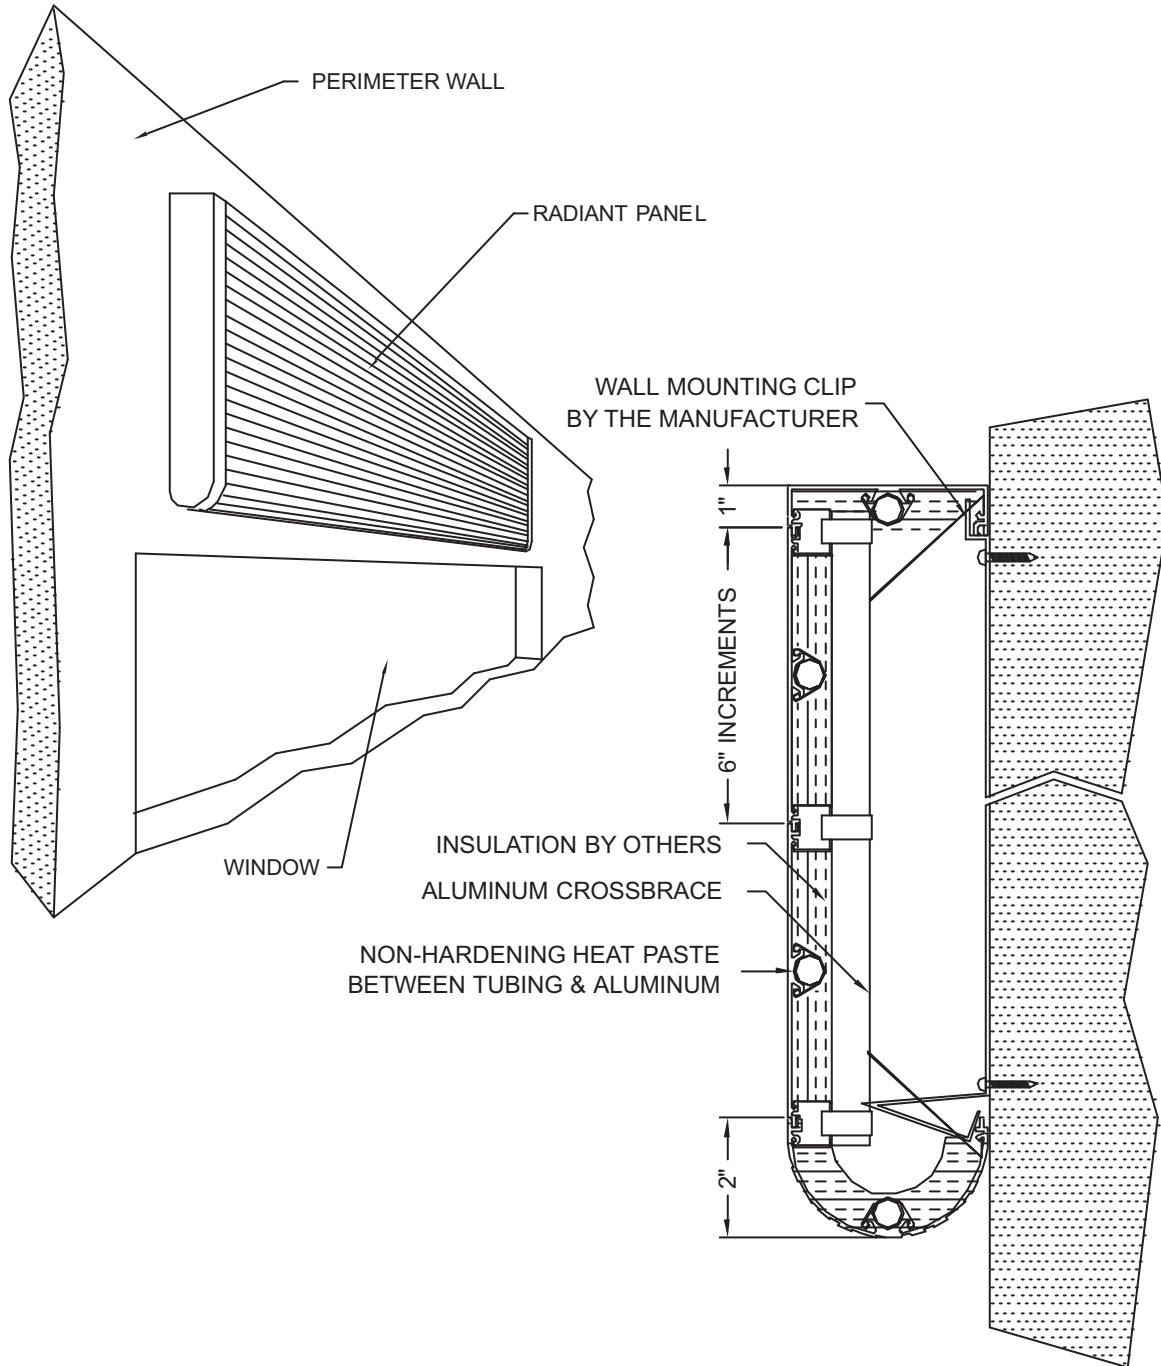 PERIMETER WALL
RADIANT PANEL
WALL MOUNTING CLIP
BY THE MANUFACTURER
1"
6" INCREMENTS
INSULATION BY OTHERS
WINDOW
ALUMINUM CROSSBRACE
NON-HARDENING HEAT PASTE
BETWEEN TUBING & ALUMINUM
2"